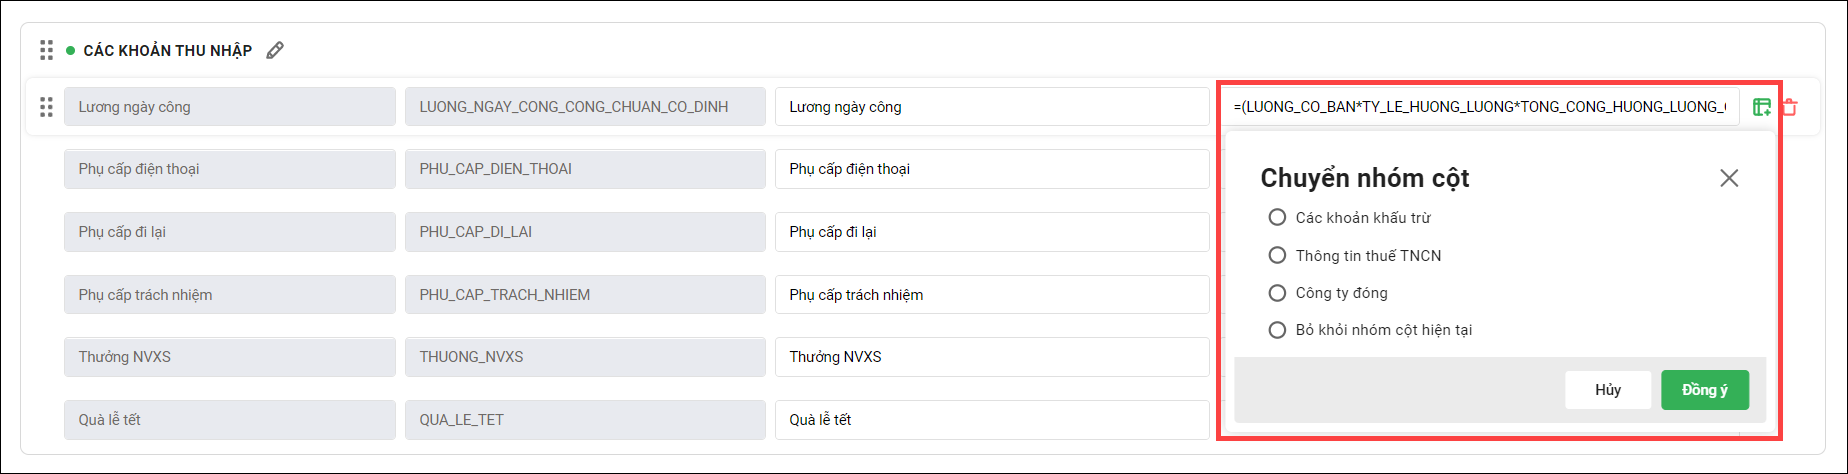 CÁC KHOẢN THU NHẬP
Lương ngày công LUONG_NGAY_CONG_CONG_CHUAN_CO_DINH Lương ngày công =(LUONG_CO_BAN*TY_LE_HUONG_LUONG*TONG_CONG_HUONG_LUONG_
Phụ cấp điện thoại PHU_CAP_DIEN_THOAI Phụ cấp điện thoại
Phụ cấp đi lại PHU_CAP_DI_LAI Phụ cấp đi lại
Phụ cấp trách nhiệm PHU_CAP_TRACH_NHIEM Phụ cấp trách nhiệm
Thưởng NVXS THUONG_NVXS Thưởng NVXS
Quà lễ tết QUA_LE_TET Quà lễ tết
Chuyển nhóm cột
Các khoản khấu trừ
Thông tin thuế TNCN
Công ty đóng
Bỏ khỏi nhóm cột hiện tại
Hủy Đồng ý